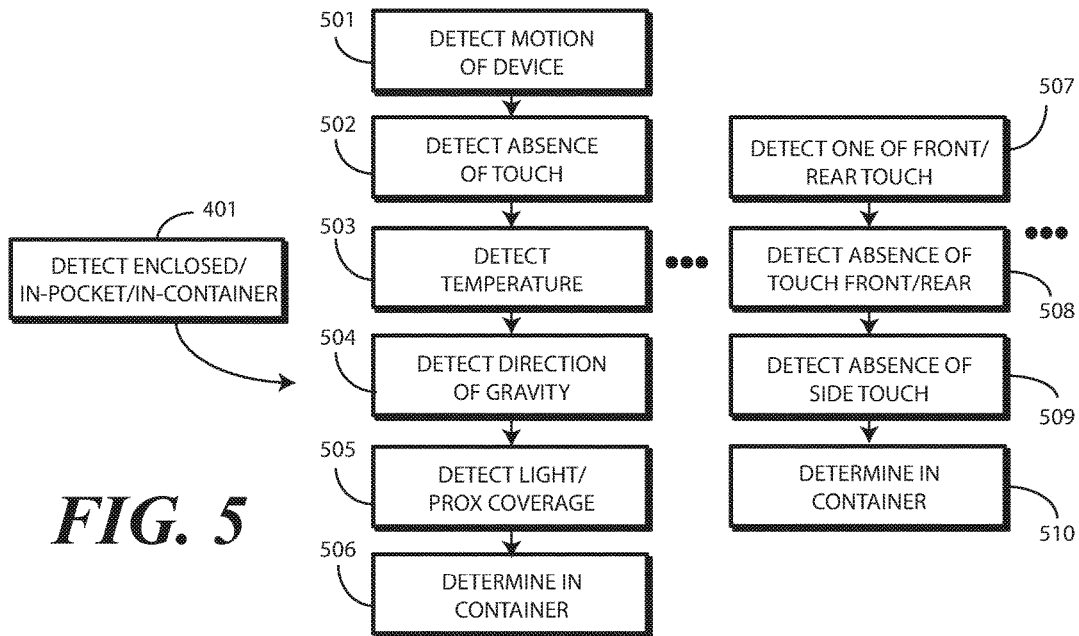 401
DETECT ENCLOSED/
IN-POCKET/IN-CONTAINER
FIG. 5
501
DETECT MOTION
OF DEVICE
502
DETECT ABSENCE
OF TOUCH
503
DETECT
TEMPERATURE
504
DETECT DIRECTION
OF GRAVITY
505
DETECT LIGHT/
PROX COVERAGE
506
DETERMINE IN
CONTAINER
507
DETECT ONE OF FRONT/
REAR TOUCH
DETECT ABSENCE OF
TOUCH FRONT/REAR
508
DETECT ABSENCE OF
SIDE TOUCH
509
DETERMINE IN
CONTAINER
510